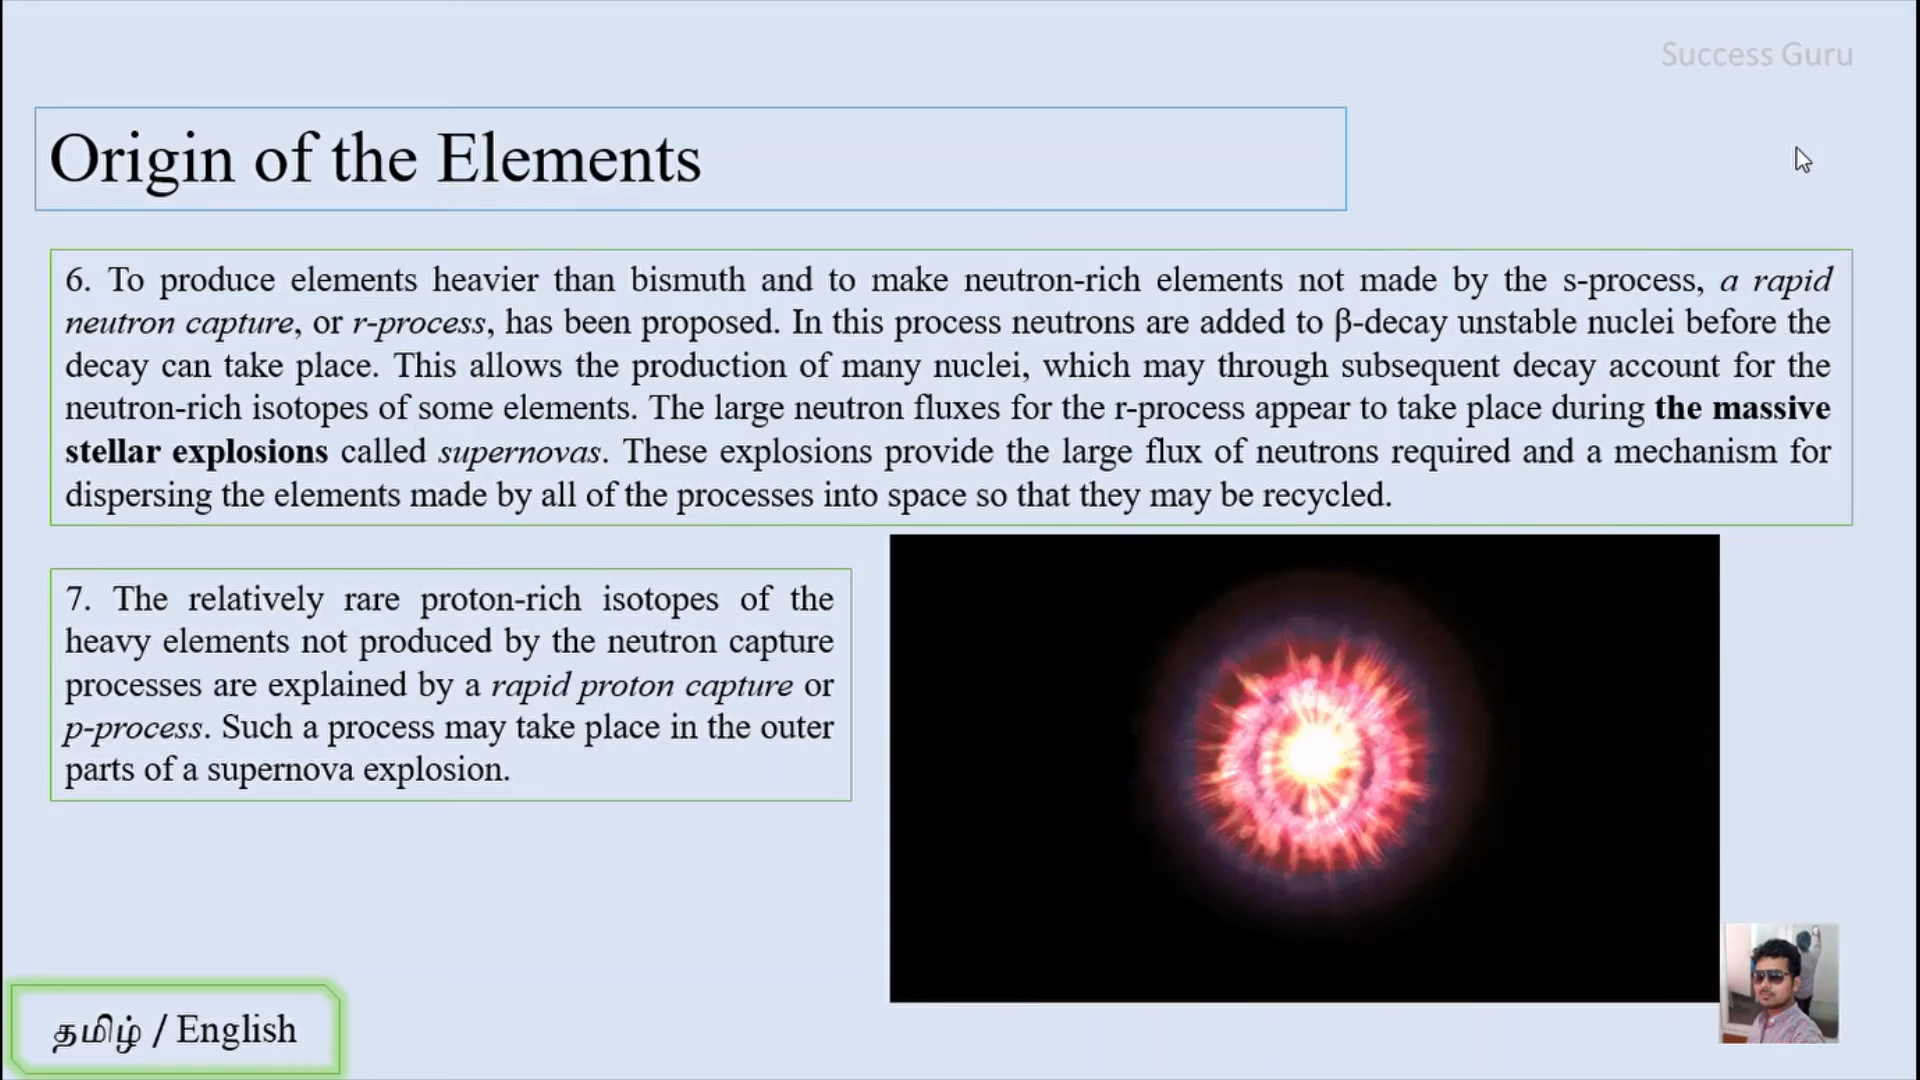 Success Guru
Origin of the Elements
6. To produce elements heavier than bismuth and to make neutron-rich elements not made by the s-process, a rapid
neutron capture, or r-process, has been proposed. In this process neutrons are added to β-decay unstable nuclei before the
decay can take place. This allows the production of many nuclei, which may through subsequent decay account for the
neutron-rich isotopes of some elements. The large neutron fluxes for the r-process appear to take place during the massive
stellar explosions called supernovas. These explosions provide the large flux of neutrons required and a mechanism for
dispersing the elements made by all of the processes into space so that they may be recycled.
7. The relatively rare proton-rich isotopes of the
heavy elements not produced by the neutron capture
processes are explained by a rapid proton capture or
p-process. Such a process may take place in the outer
parts of a supernova explosion.
தமிழ் / English